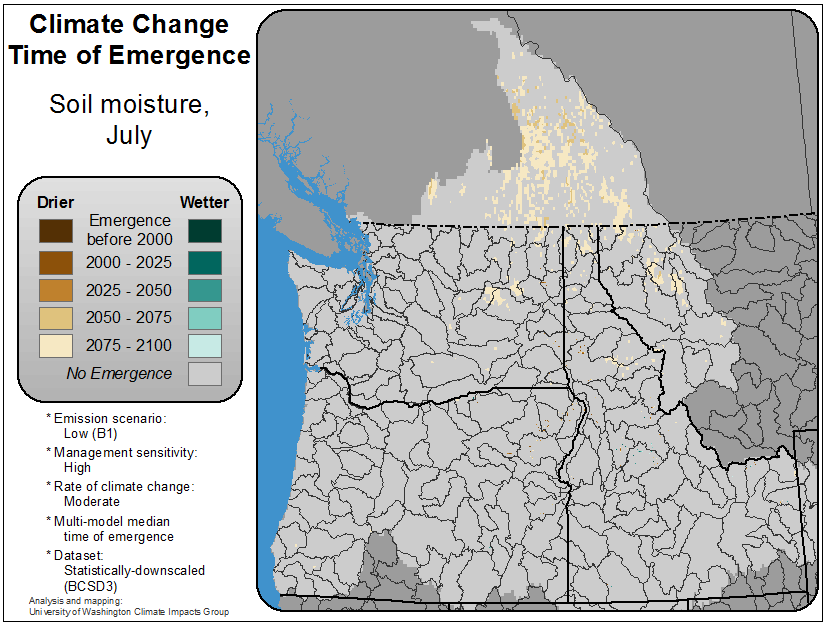 Climate Change
Time of Emergence
Soil moisture,
July
Drier Wetter
Emergence
before 2000
2000 - 2025
2025 - 2050
2050 - 2075
2075 - 2100
No Emergence
* Emission scenario:
Low (B1)
* Management sensitivity:
High
* Rate of climate change:
Moderate
* Multi-model median
time of emergence
* Dataset:
Statistically-downscaled
(BCSD3)
Analysis and mapping:
University of Washington Climate Impacts Group